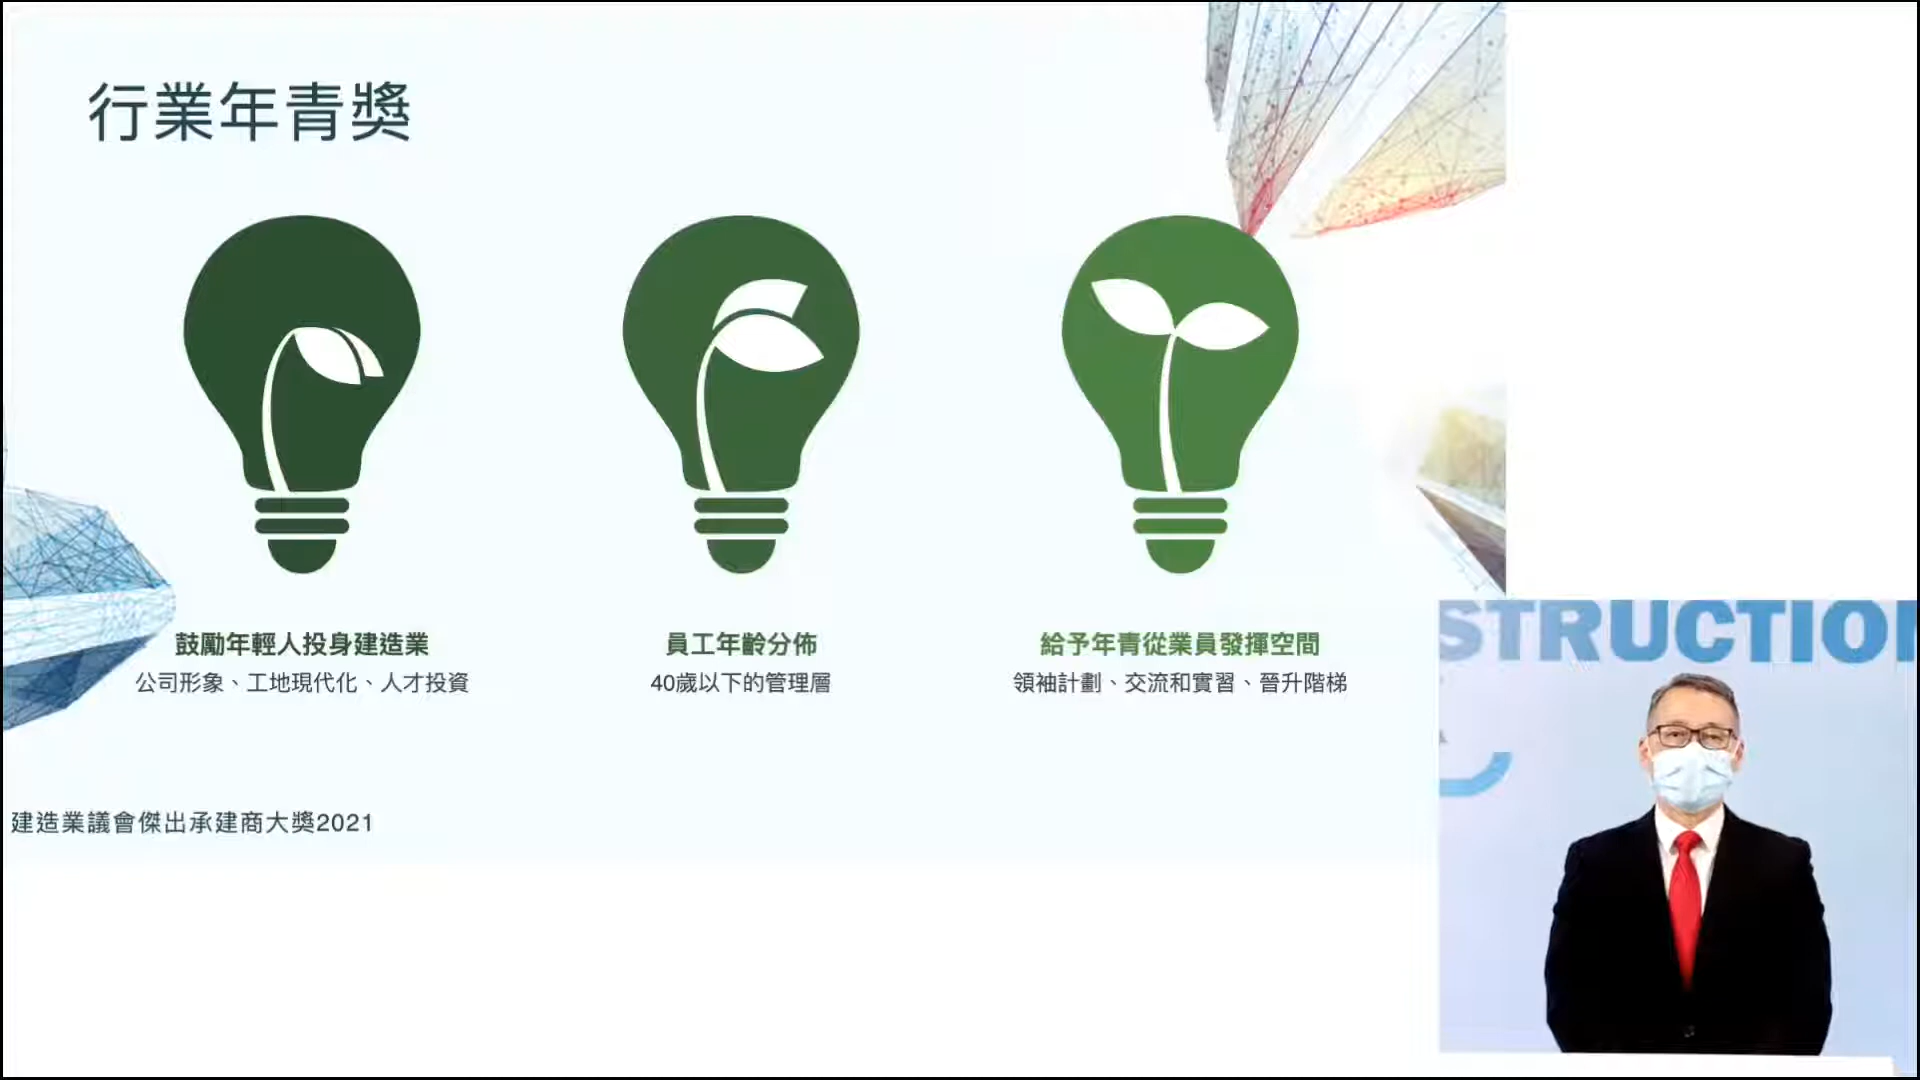 行業年青獎
鼓勵年輕人投身建造業
公司形象、工地現代化、人才投資
員工年齡分佈
40歲以下的管理層
給予年青從業員發揮空間
領袖計劃、交流和實習、晉升階梯
建造業議會傑出承建商大獎2021
STRUCTION